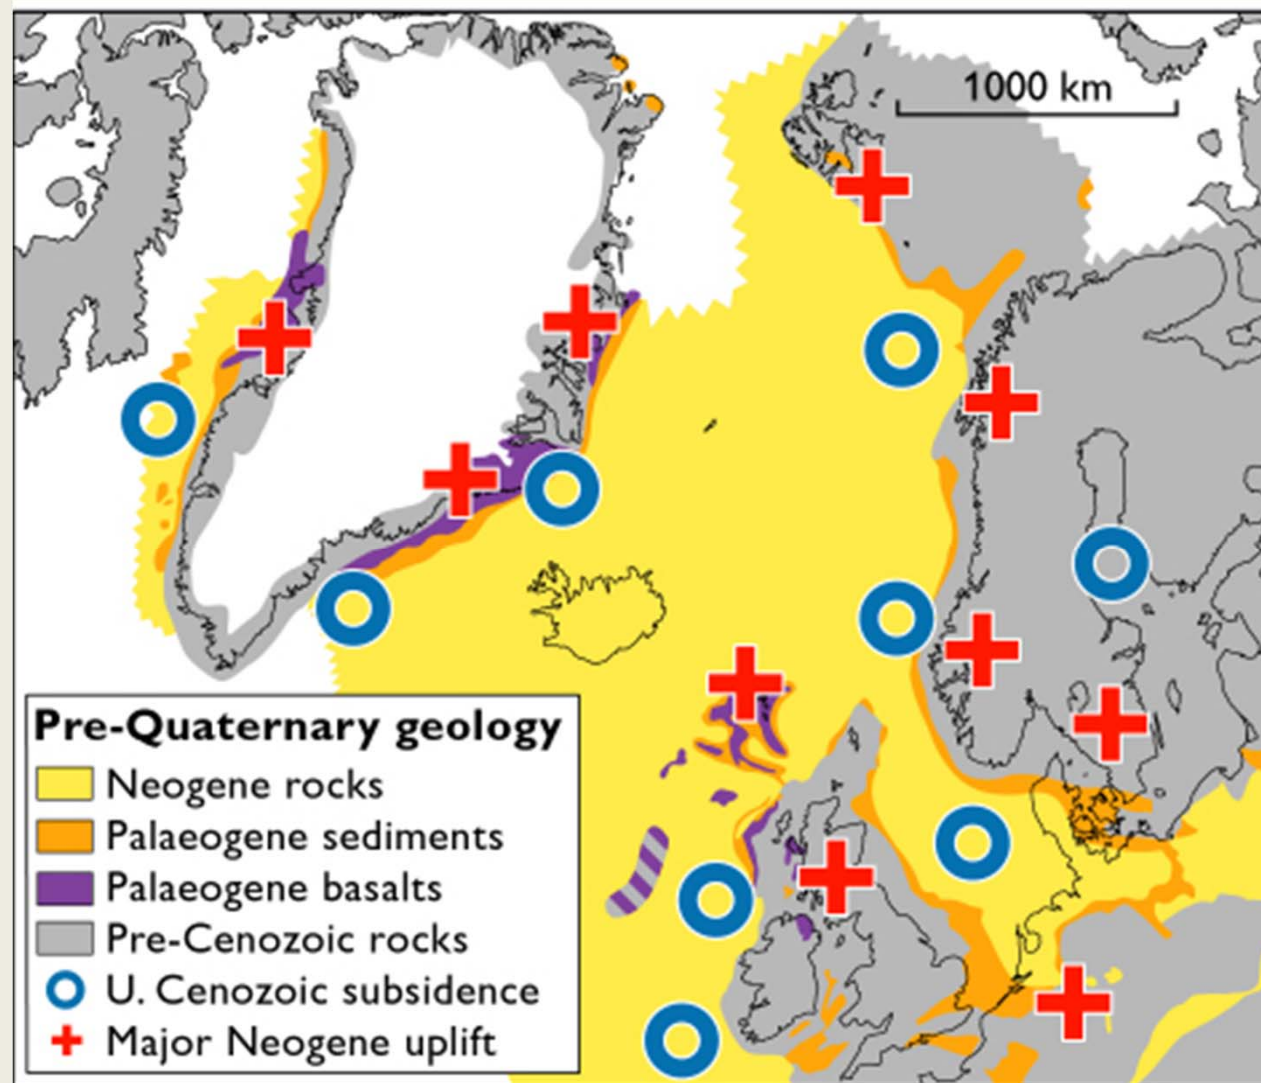 1000 km
Pre-Quaternary geology
Neogene rocks
Palaeogene sediments
Palaeogene basalts
Pre-Cenozoic rocks
U. Cenozoic subsidence
Major Neogene uplift